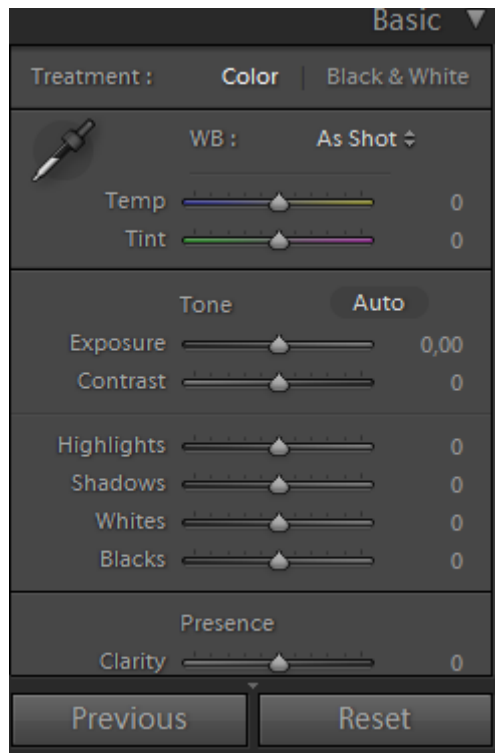 Basic
Treatment : Color Black & White
WB : As Shot
Temp 0
Tint 0
Tone Auto
Exposure 0,00
Contrast 0
Highlights 0
Shadows 0
Whites 0
Blacks 0
Presence
Clarity 0
Previous Reset